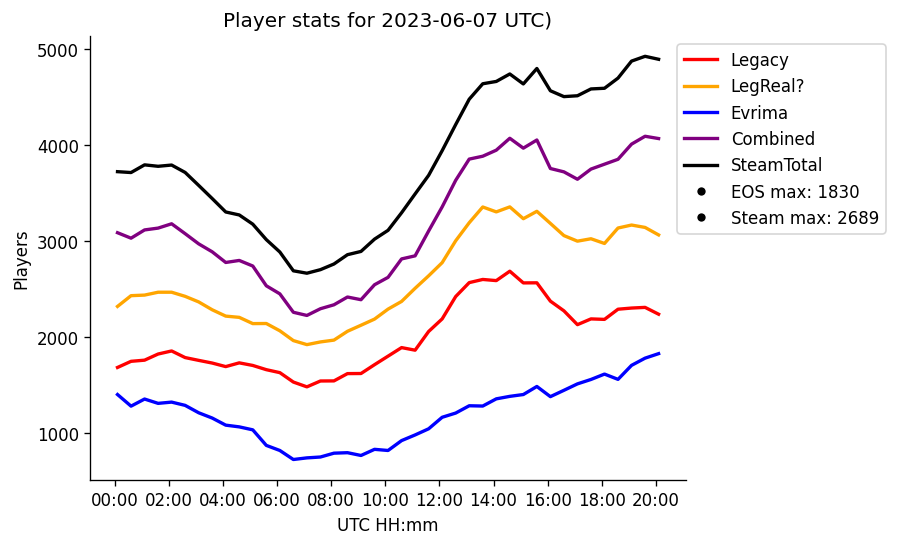 Player stats for 2023-06-07 UTC)
5000
4000
3000
2000
1000
Players
00:00 02:00 04:00 06:00 08:00 10:00 12:00 14:00 16:00 18:00 20:00
UTC HH:mm
Legacy
LegReal?
Evrima
Combined
SteamTotal
EOS max: 1830
Steam max: 2689